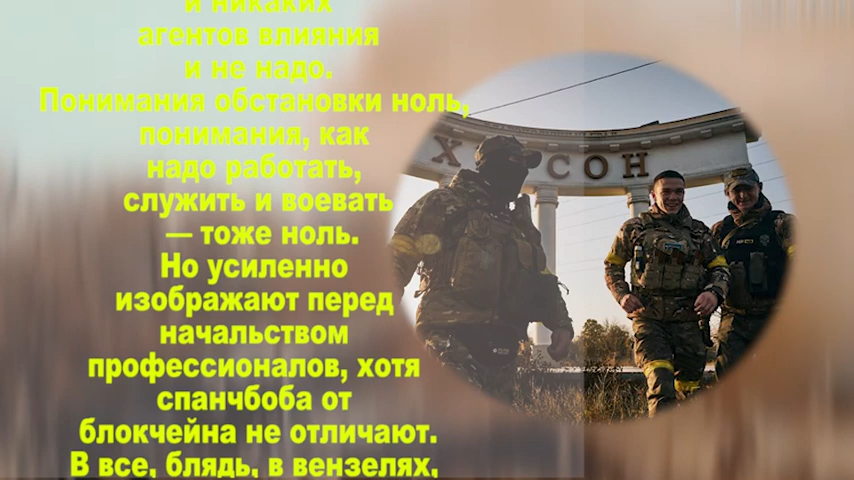 и никаких
агентов влияния
и не надо.
Понимания обстановки ноль,
понимания, как
надо работать,
служить и воевать
— тоже ноль.
Но усиленно
изображают перед
начальством
профессионалов, хотя
спанчбоба от
блокчейна не отличают.
В все, блядь, в вензелях,
ХЕРСОН